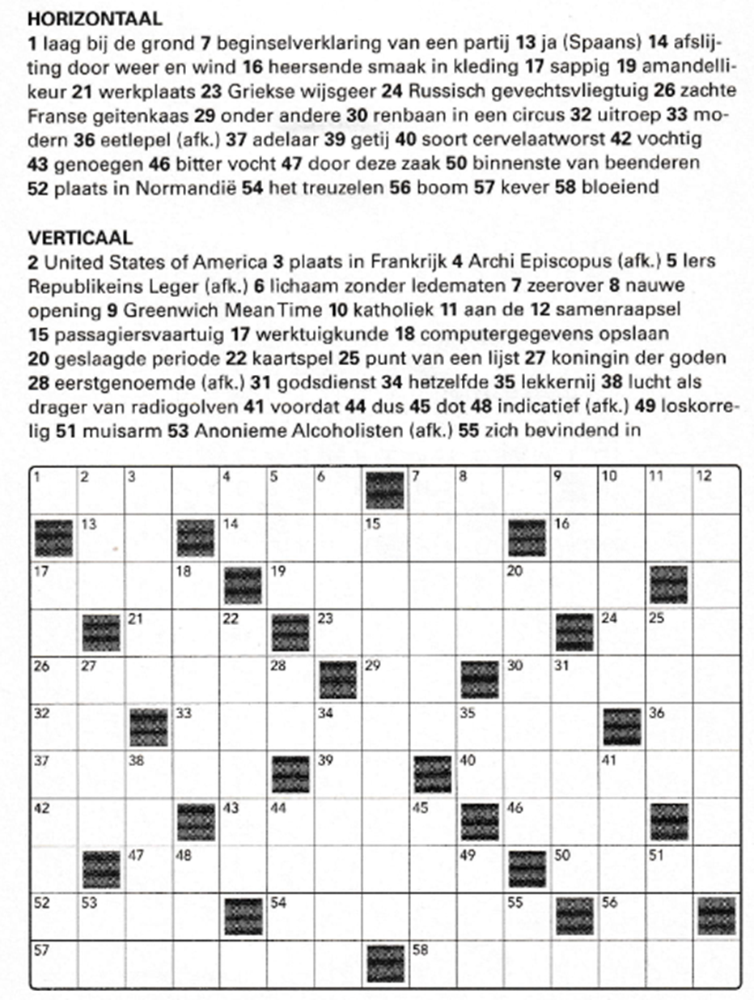 HORIZONTAAL
1 laag bij de grond 7 beginselverklaring van een partij 13 ja (Spaans) 14 afslij-
ting door weer en wind 16 heersende smaak in kleding 17 sappig 19 amandelli-
keur 21 werkplaats 23 Griekse wijsgeer 24 Russisch gevechtsvliegtuig 26 zachte
Franse geitenkaas 29 onder andere 30 renbaan in een circus 32 uitroep 33 mo-
dern 36 eetlepel (afk.) 37 adelaar 39 getij 40 soort cervelaatworst 42 vochtig
43 genoegen 46 bitter vocht 47 door deze zaak 50 binnenste van beenderen
52 plaats in Normandië 54 het treuzelen 56 boom 57 kever 58 bloeiend
VERTICAAL
2 United States of America 3 plaats in Frankrijk 4 Archi Episcopus (afk.) 5 Iers
Republikeins Leger (afk.) 6 lichaam zonder ledematen 7 zeerover 8 nauwe
opening 9 Greenwich Mean Time 10 katholiek 11 aan de 12 samenraapsel
15 passagiersvaartuig 17 werktuigkunde 18 computergegevens opslaan
20 geslaagde periode 22 kaartspel 25 punt van een lijst 27 koningin der goden
28 eerstgenoemde (afk.) 31 godsdienst 34 hetzelfde 35 lekkernij 38 lucht als
drager van radiogolven 41 voordat 44 dus 45 dot 48 indicatief (afk.) 49 loskorre-
lig 51 muisarm 53 Anonieme Alcoholisten (afk.) 55 zich bevindend in
1 2 3 4 5 6 7 8 9 10 11 12
13 14 15 16
17 18 19 20
21 22 23 24 25
26 27 28 29 30 31
32 33 34 35 36
37 38 39 40 41
42 43 44 45 46
47 48 49 50 51
52 53 54 55 56
57 58